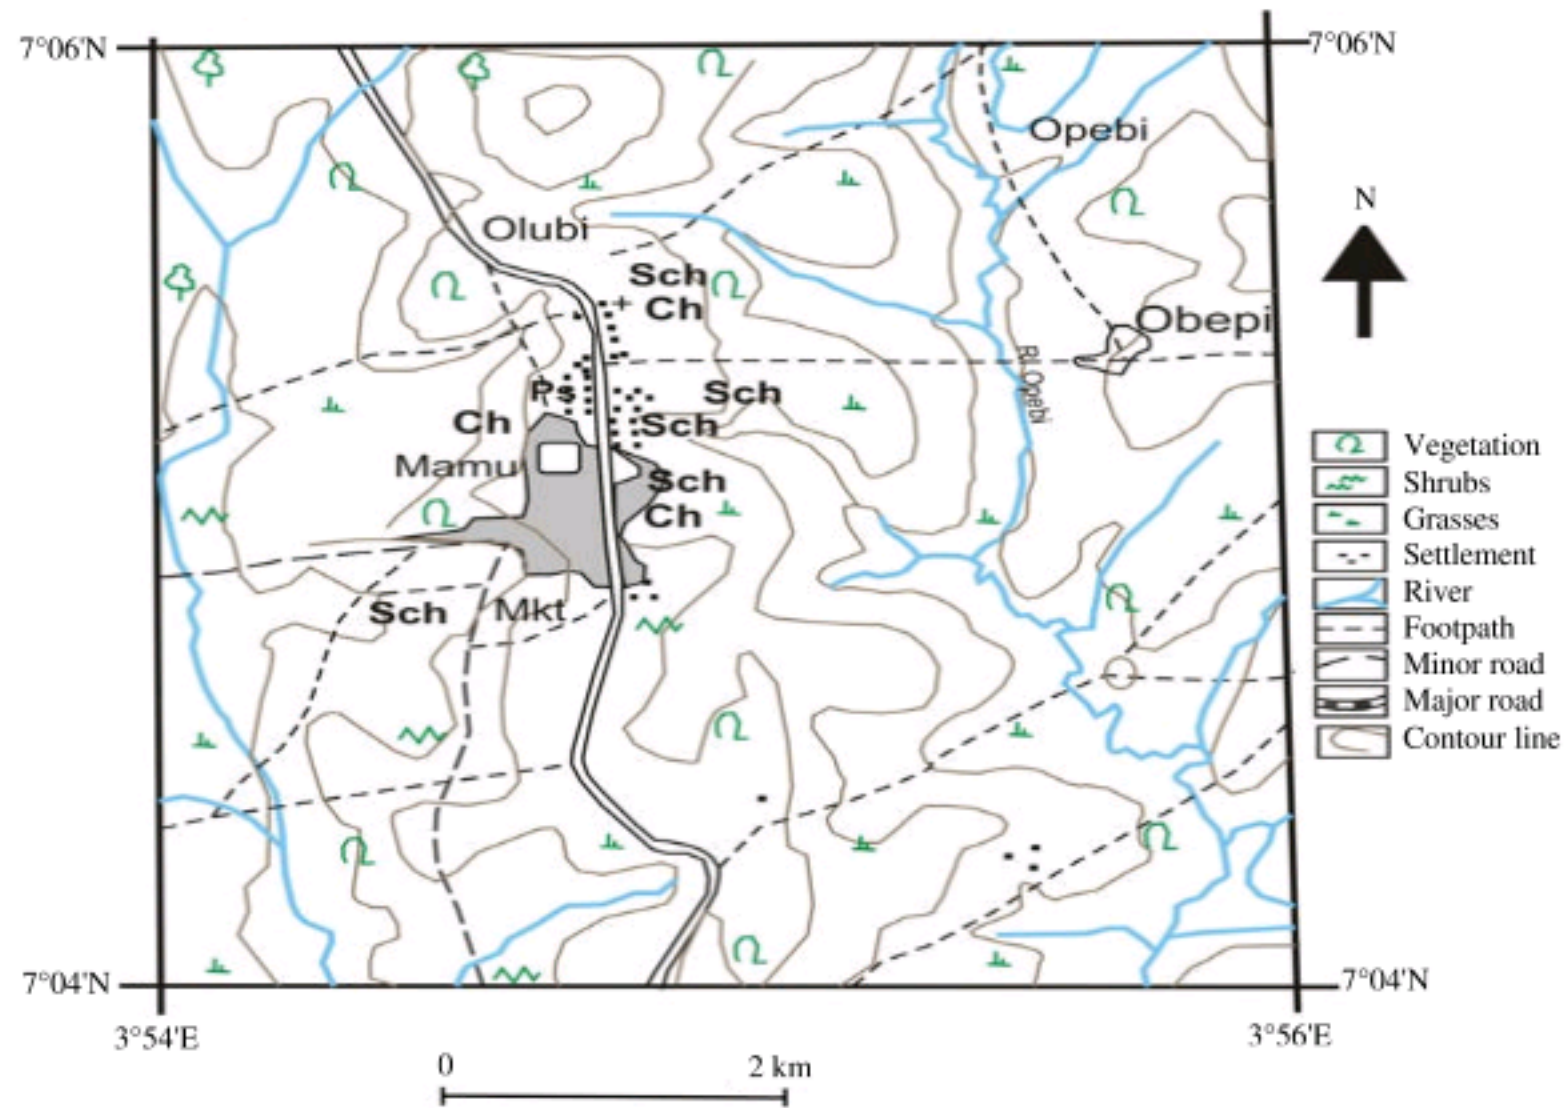 7°06'N
7°06'N
Opebi
N
Olubi
Sch
Ch
Obepi
Ps
Sch
Ch
Sch
Mamu
Sch
Ch
Vegetation
Shrubs
Grasses
Settlement
River
Footpath
Minor road
Major road
Contour line
Sch
Mkt
7°04'N
7°04'N
3°54'E
3°56'E
0
2 km